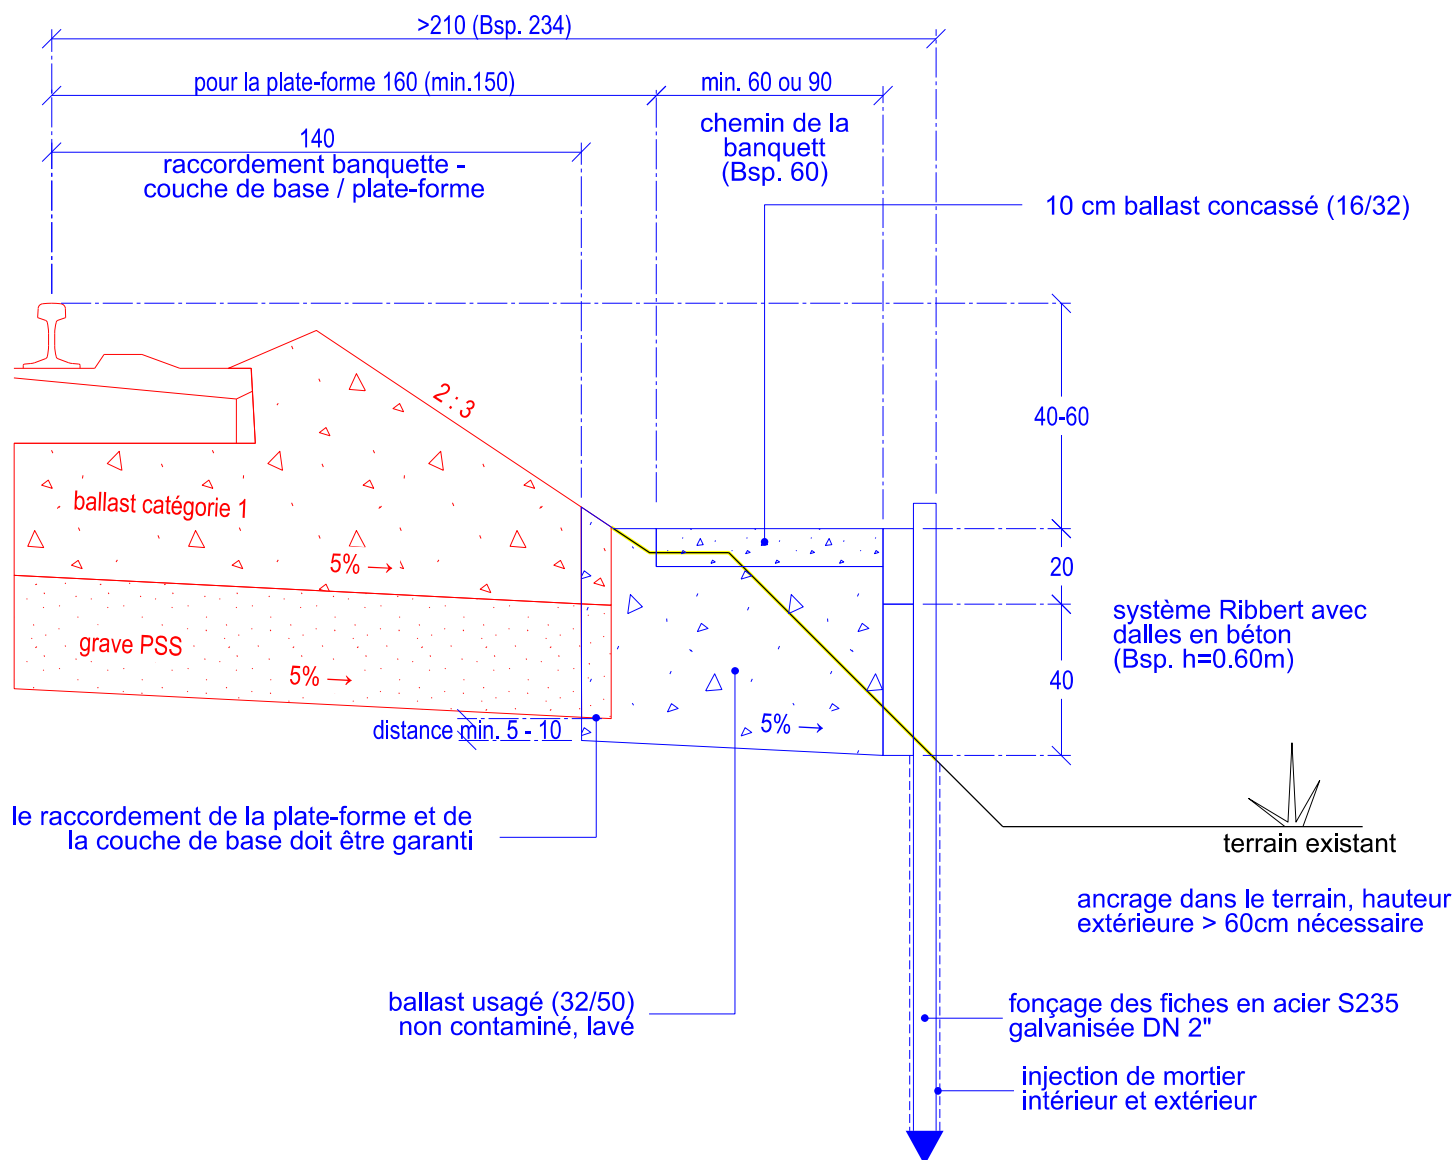 >210 (Bsp. 234)
pour la plate-forme 160 (min.150)
min. 60 ou 90
140
raccordement banquette -
couche de base / plate-forme
chemin de la
banquett
(Bsp. 60)
10 cm ballast concassé (16/32)
2 : 3
40-60
ballast catégorie 1
5% →
20
grave PSS
5% →
système Ribbert avec
dalles en béton
(Bsp. h=0.60m)
40
distance min. 5 - 10
5% →
le raccordement de la plate-forme et de
la couche de base doit être garanti
terrain existant
ancrage dans le terrain, hauteur
extérieure > 60cm nécessaire
ballast usagé (32/50)
non contaminé, lavé
fonçage des fiches en acier S235
galvanisée DN 2"
injection de mortier
intérieur et extérieur